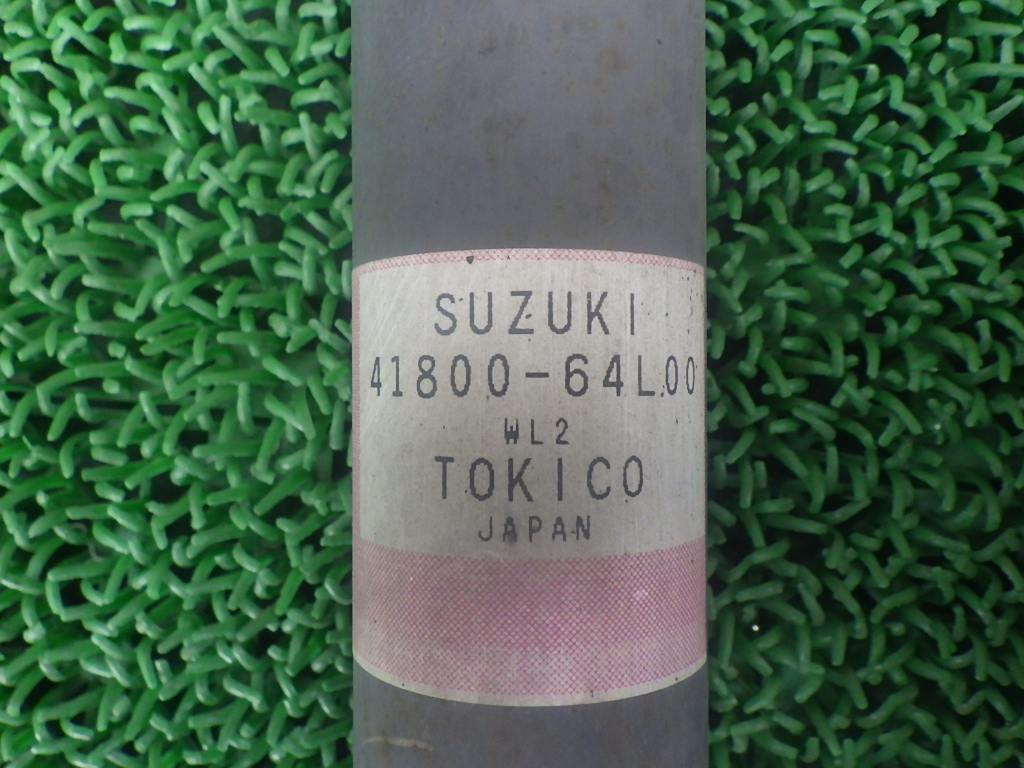 SUZUKI
41800-64L00
WL2
TOKICO
JAPAN